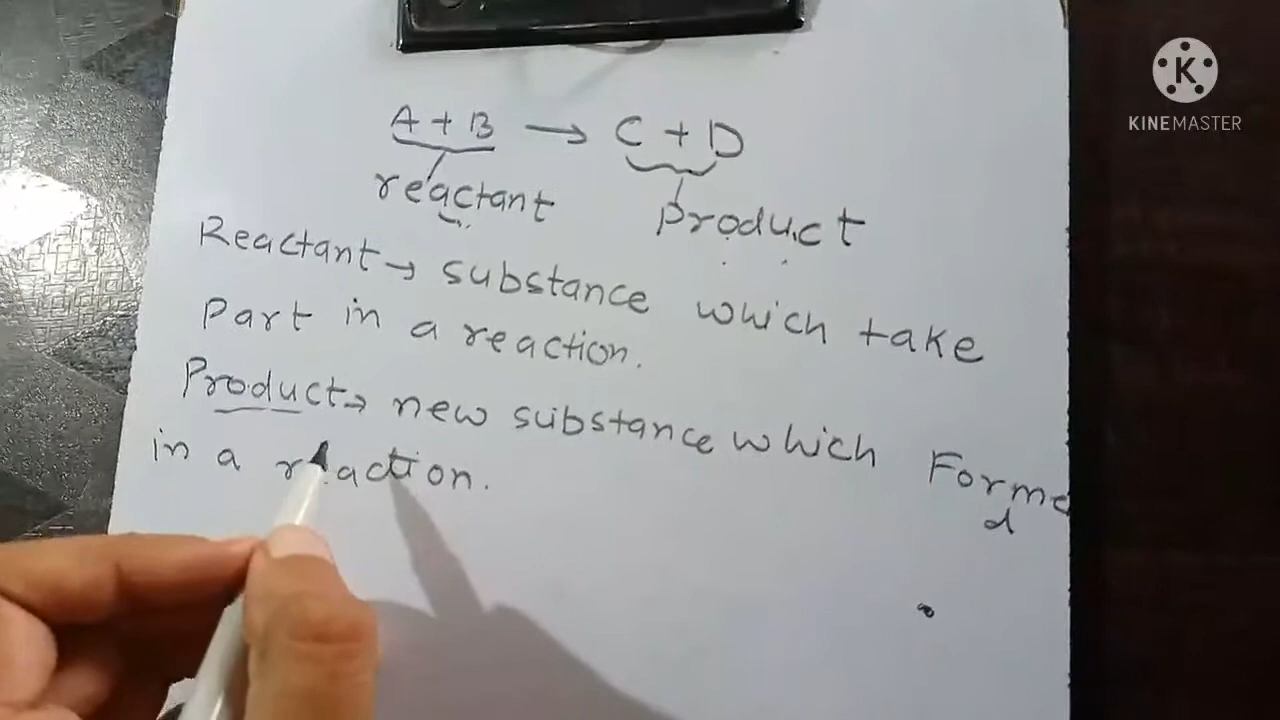 A + B → C + D
reactant product
Reactant → substance which take
Part in a reaction.
Product → new substance which Formed
in a reaction.
KINEMASTER